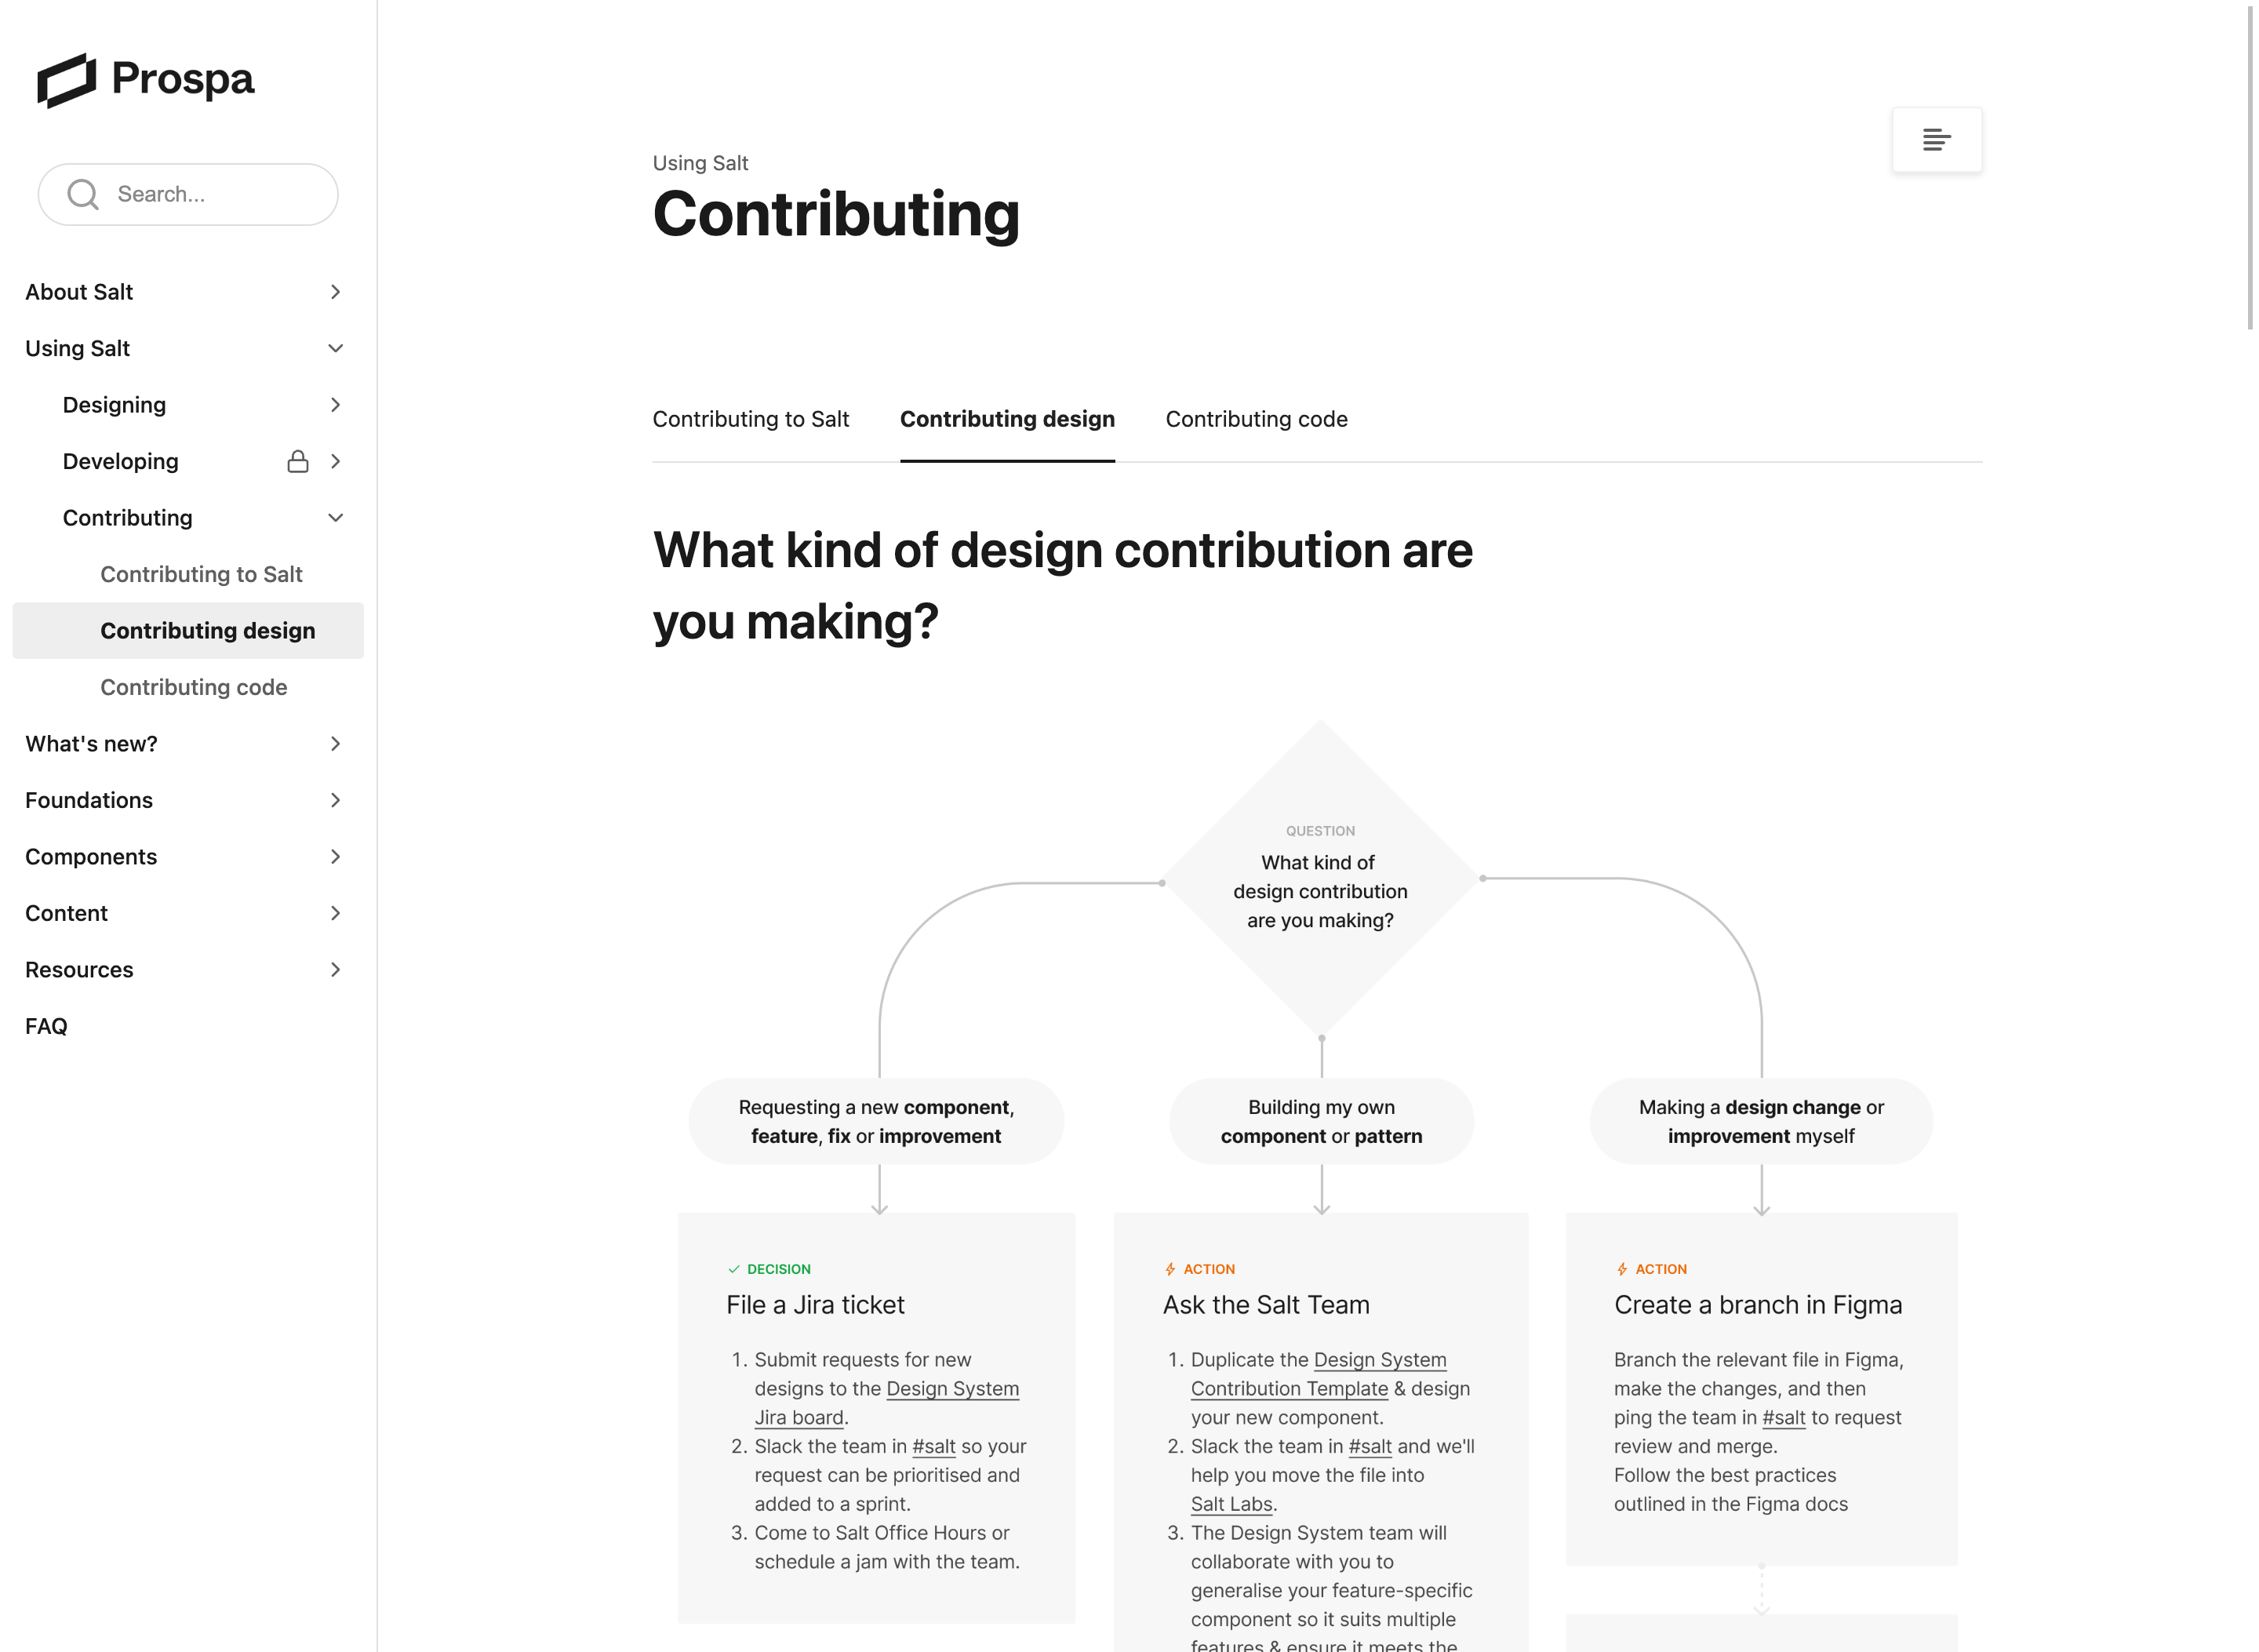 Prospa
Search...
About Salt
Using Salt
Designing
Developing
Contributing
Contributing to Salt
Contributing design
Contributing code
What's new?
Foundations
Components
Content
Resources
FAQ
Using Salt
Contributing
Contributing to Salt
Contributing design
Contributing code
What kind of design contribution are
you making?
QUESTION
What kind of
design contribution
are you making?
Requesting a new component,
feature, fix or improvement
Building my own
component or pattern
Making a design change or
improvement myself
DECISION
File a Jira ticket
1. Submit requests for new
designs to the Design System
Jira board.
2. Slack the team in #salt so your
request can be prioritised and
added to a sprint.
3. Come to Salt Office Hours or
schedule a jam with the team.
ACTION
Ask the Salt Team
1. Duplicate the Design System
Contribution Template & design
your new component.
2. Slack the team in #salt and we'll
help you move the file into
Salt Labs.
3. The Design System team will
collaborate with you to
generalise your feature-specific
component so it suits multiple
features & ensure it meets the
ACTION
Create a branch in Figma
Branch the relevant file in Figma,
make the changes, and then
ping the team in #salt to request
review and merge.
Follow the best practices
outlined in the Figma docs